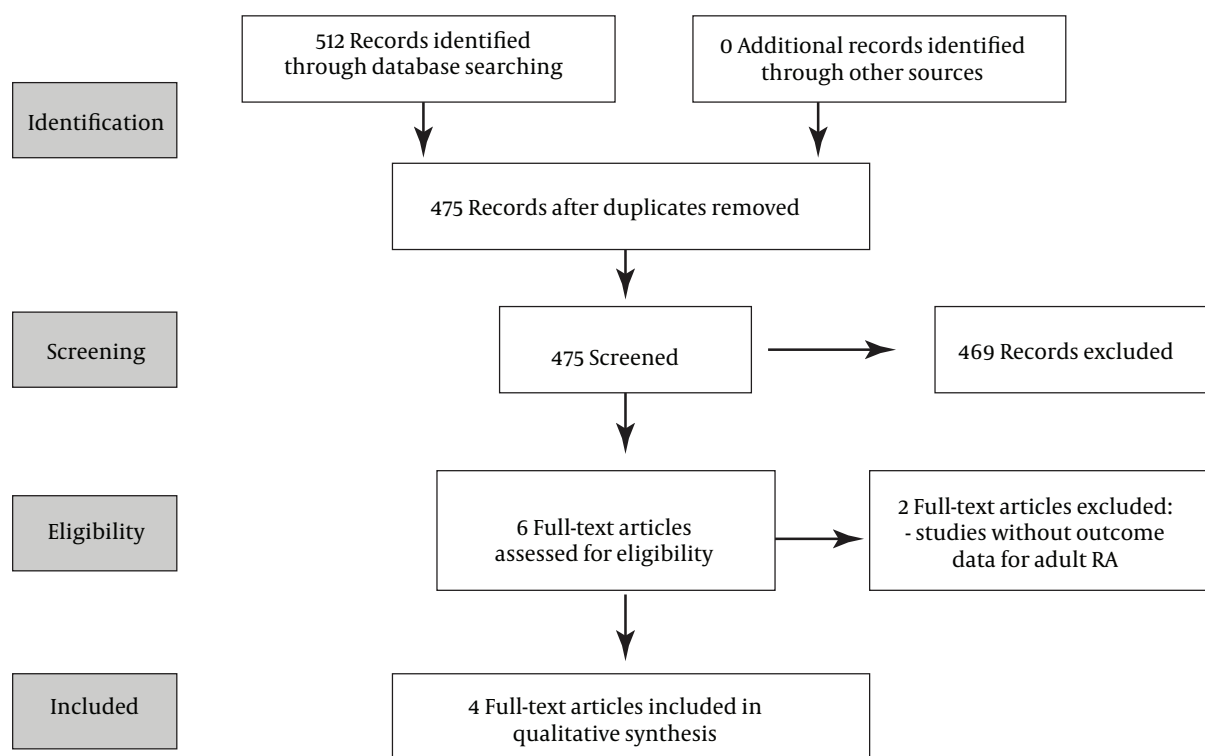 512 Records identified
through database searching
0 Additional records identified
through other sources
Identification
475 Records after duplicates removed
Screening
475 Screened
469 Records excluded
Eligibility
6 Full-text articles
assessed for eligibility
2 Full-text articles excluded:
- studies without outcome
data for adult RA
Included
4 Full-text articles included in
qualitative synthesis